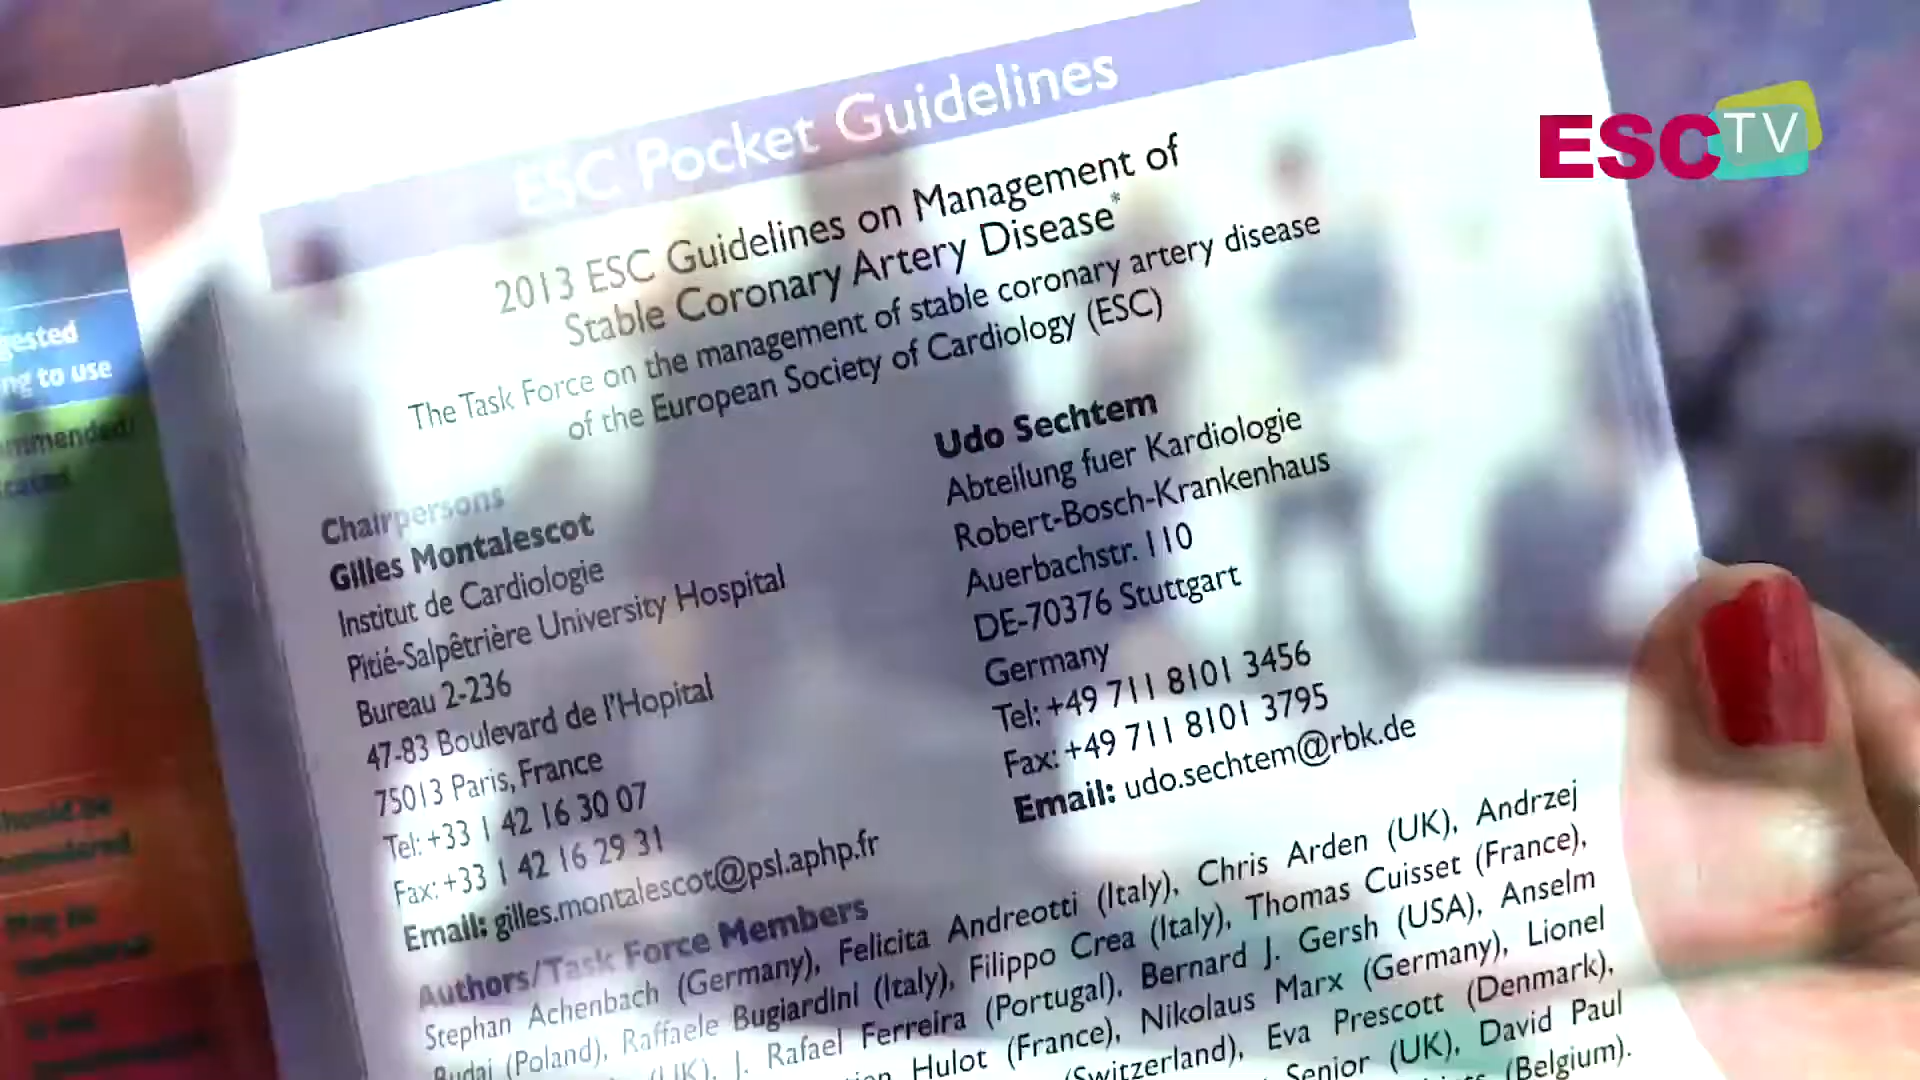 ESC Pocket Guidelines
ESC TV
2013 ESC Guidelines on Management of
Stable Coronary Artery Disease*
The Task Force on the management of stable coronary artery disease
of the European Society of Cardiology (ESC)
Chairpersons
Gilles Montalescot
Institut de Cardiologie
Pitié-Salpêtrière University Hospital
Bureau 2-236
47-83 Boulevard de l'Hopital
75013 Paris, France
Tel: +33 1 42 16 30 07
Fax: +33 1 42 16 29 31
Email: gilles.montalescot@psl.aphp.fr
Udo Sechtem
Abteilung fuer Kardiologie
Robert-Bosch-Krankenhaus
Auerbachstr. 110
DE-70376 Stuttgart
Germany
Tel: +49 711 8101 3456
Fax: +49 711 8101 3795
Email: udo.sechtem@rbk.de
Authors/Task Force Members
Stephan Achenbach (Germany), Felicita Andreotti (Italy), Chris Arden (UK), Andrzej
Budaj (Poland), Raffaele Bugiardini (Italy), Filippo Crea (Italy), Thomas Cuisset (France),
(UK), J. Rafael Ferreira (Portugal), Bernard J. Gersh (USA), Anselm
Hulot (France), Nikolaus Marx (Germany), Lionel
(Switzerland), Eva Prescott (Denmark),
Senior (UK), David Paul
(Belgium).
to use